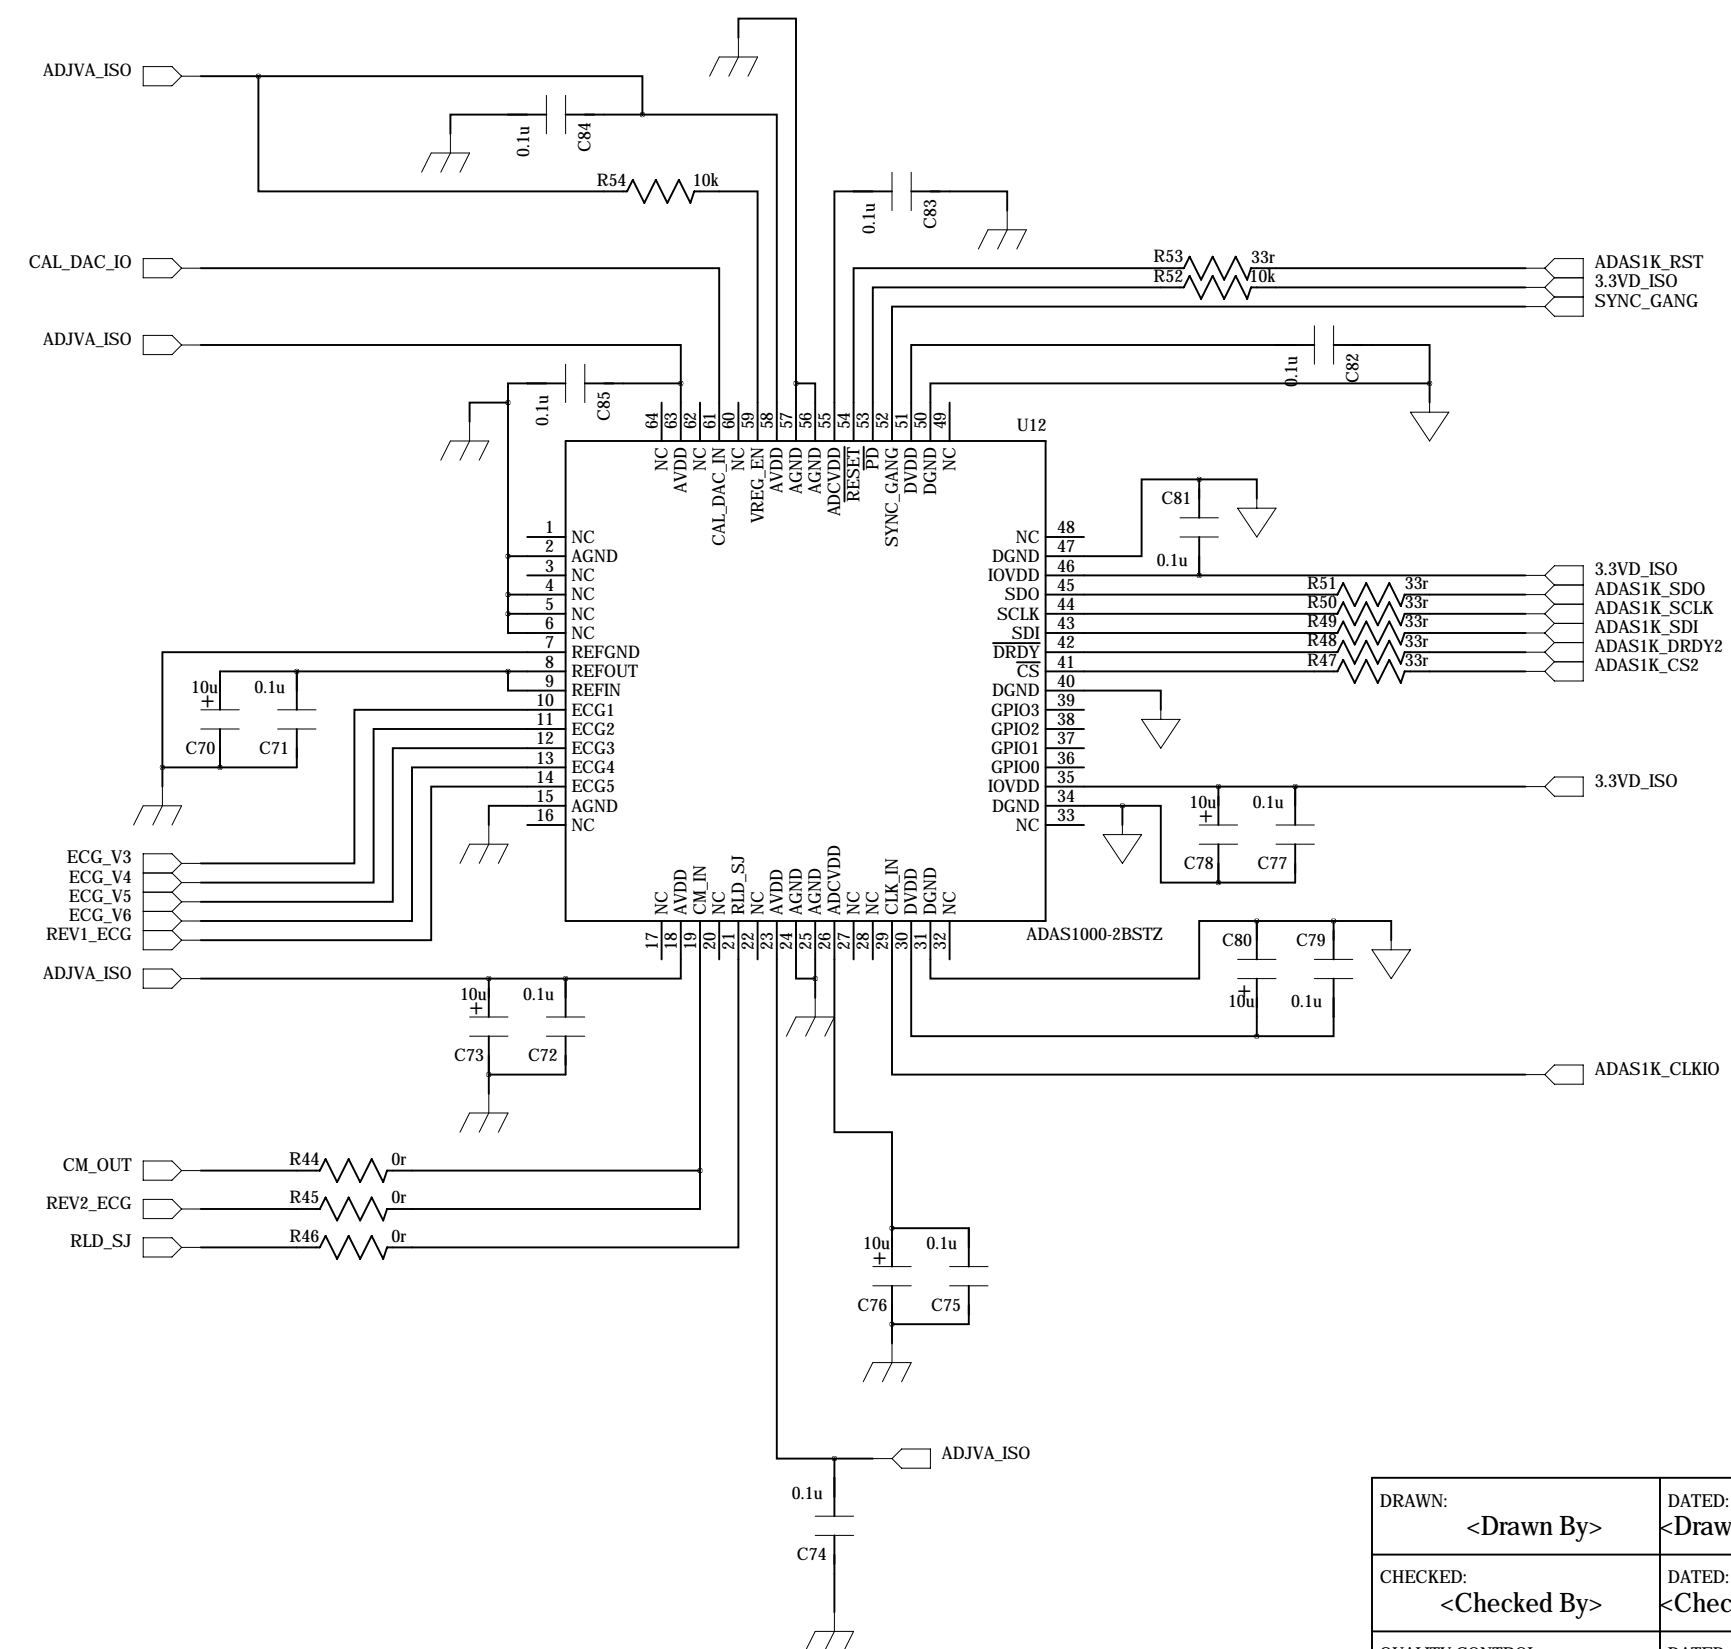 ADJVA_ISO
0.1u
C84
R54
10k
0.1u
C83
CAL_DAC_IO
R53
33r
ADAS1K_RST
R52
10k
3.3VD_ISO
SYNC_GANG
ADJVA_ISO
0.1u
C85
0.1u
C82
64
63
62
61
60
59
58
57
56
55
54
53
52
51
50
49
U12
NC
AVDD
NC
CAL_DAC_IN
NC
VREG_EN
AVDD
AGND
AGND
ADCVDD
RESET
PD
SYNC_GANG
DVDD
DGND
NC
C81
0.1u
1 NC
2 AGND
3 NC
4 NC
5 NC
6 NC
7 REFGND
8 REFOUT
9 REFIN
10 ECG1
11 ECG2
12 ECG3
13 ECG4
14 ECG5
15 AGND
16 NC
NC 48
DGND 47
IOVDD 46
SDO 45
SCLK 44
SDI 43
DRDY 42
CS 41
DGND 40
GPIO3 39
GPIO2 38
GPIO1 37
GPIO0 36
IOVDD 35
DGND 34
NC 33
3.3VD_ISO
R51 33r ADAS1K_SDO
R50 33r ADAS1K_SCLK
R49 33r ADAS1K_SDI
R48 33r ADAS1K_DRDY2
R47 33r ADAS1K_CS2
10u
+
0.1u
C70
C71
3.3VD_ISO
10u
+
0.1u
C78
C77
ECG_V3
ECG_V4
ECG_V5
ECG_V6
REV1_ECG
NC
AVDD
CM_IN
NC
RLD_SJ
NC
AVDD
AGND
AGND
ADCVDD
NC
NC
CLK_IN
DVDD
DGND
NC
17
18
19
20
21
22
23
24
25
26
27
28
29
30
31
32
ADAS1000-2BSTZ
C80
C79
+
10u
0.1u
ADJVA_ISO
10u
+
0.1u
C73
C72
ADAS1K_CLKIO
CM_OUT
R44
0r
REV2_ECG
R45
0r
RLD_SJ
R46
0r
10u
+
0.1u
C76
C75
ADJVA_ISO
0.1u
C74
DRAWN:
<Drawn By>
DATED:
CHECKED:
<Checked By>
DATED: